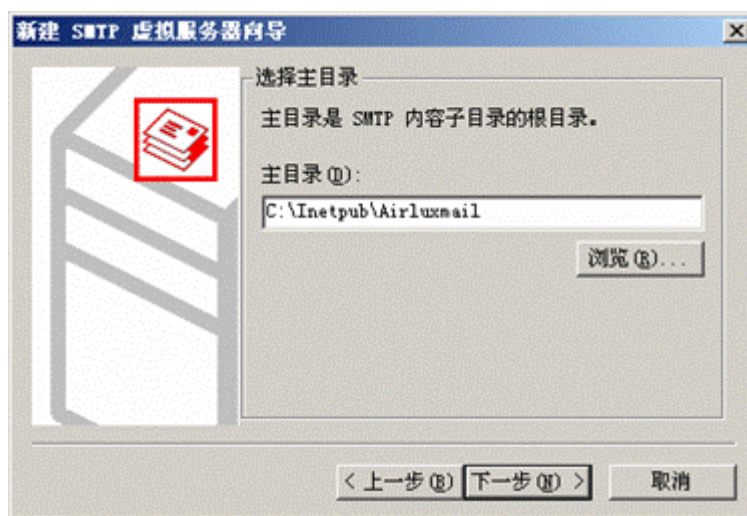 新建 SMTP 虚拟服务器向导
选择主目录
主目录是 SMTP 内容子目录的根目录。
主目录(D):
C:\Inetpub\Airluxmail
浏览(R)...
< 上一步(B) 下一步(N) > 取消